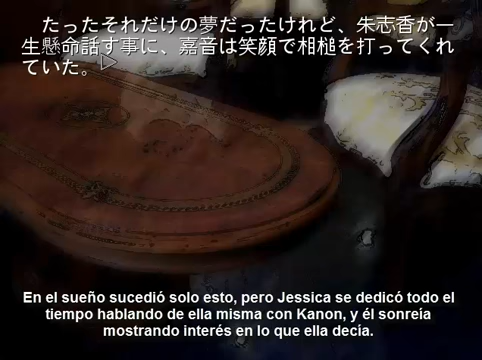 たったそれだけの夢だったけれど、朱志香が一
生懸命話す事に、嘉音は笑顔で相槌を打ってくれ
ていた。
En el sueño sucedió solo esto, pero Jessica se dedicó todo el
tiempo hablando de ella misma con Kanon, y él sonreía
mostrando interés en lo que ella decía.